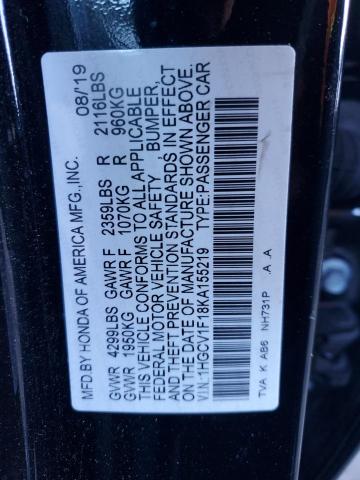 MFD.BY HONDA OF AMERICA MFG.,INC. 08/'19
GVWR 4299LBS GAWR F 2359LBS R 2116LBS
GVWR 1950KG GAWR F 1070KG R 960KG
THIS VEHICLE CONFORMS TO ALL APPLICABLE
FEDERAL MOTOR VEHICLE SAFETY, BUMPER,
AND THEFT PREVENTION STANDARDS IN EFFECT
ON THE DATE OF MANUFACTURE SHOWN ABOVE.
V.I.N.:1HGCV1F18KA155219 TYPE:PASSENGER CAR
TVA K AB6 NH731P .A .A